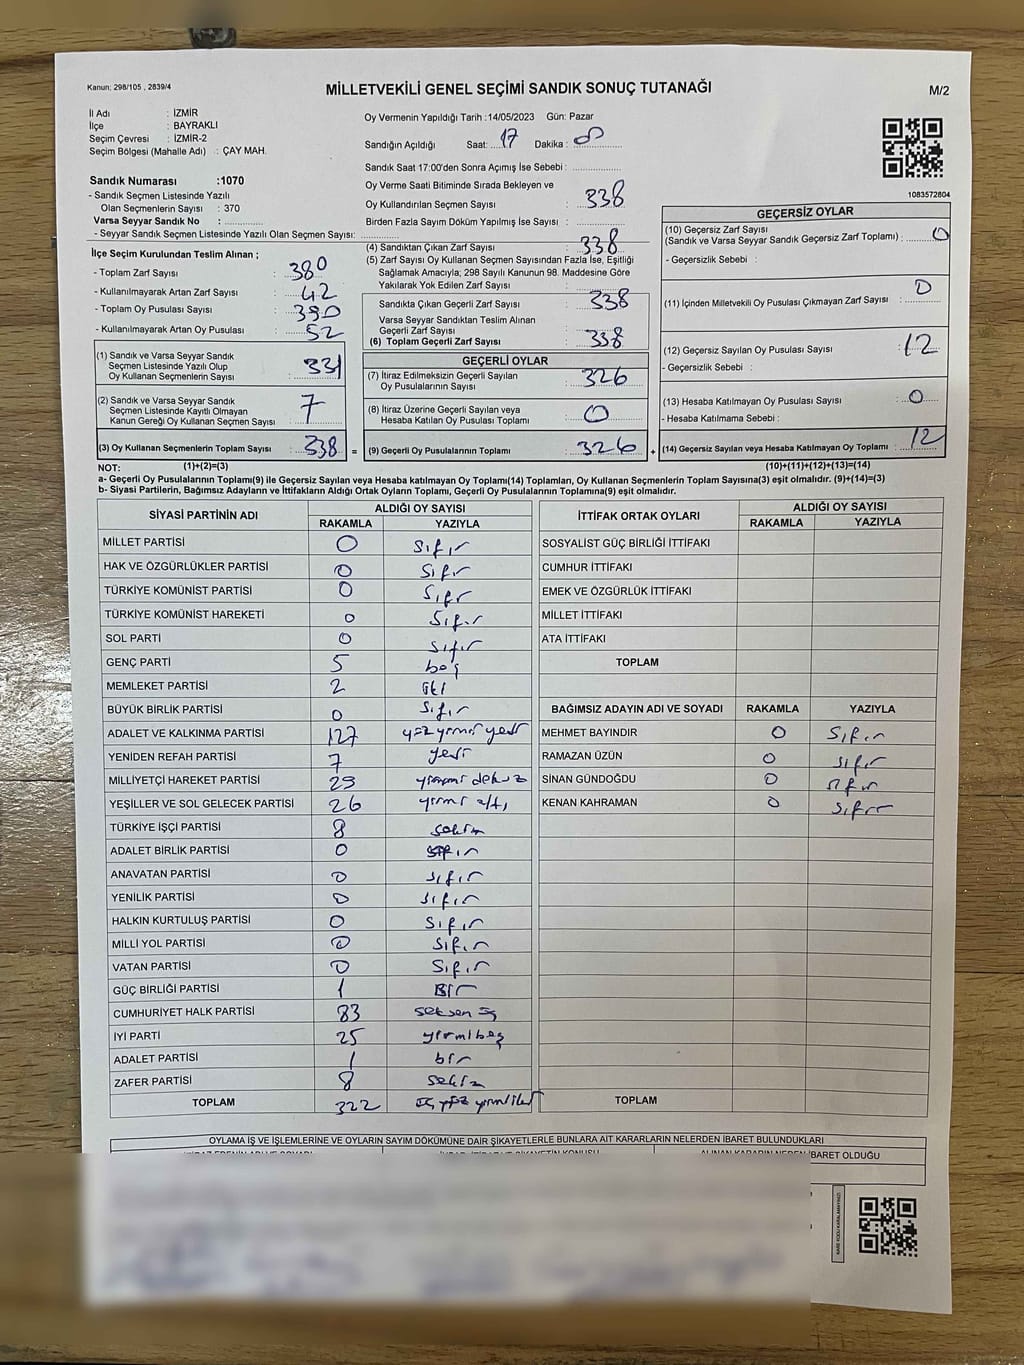 Kanun; 298/105 , 2839/4
MİLLETVEKİLİ GENEL SEÇİMİ SANDIK SONUÇ TUTANAĞI
M/2
İl Adı : İZMİR
İlçe : BAYRAKLI
Seçim Çevresi : İZMİR-2
Seçim Bölgesi (Mahalle Adı) : ÇAY MAH.
Oy Vermenin Yapıldığı Tarih :14/05/2023 Gün: Pazar
Sandığın Açıldığı Saat: 17 Dakika: 00
Sandık Saat 17:00'den Sonra Açımış İse Sebebi :
Sandık Numarası :1070
- Sandık Seçmen Listesinde Yazılı
Olan Seçmenlerin Sayısı : 370
Varsa Seyyar Sandık No :
- Seyyar Sandık Seçmen Listesinde Yazılı Olan Seçmen Sayısı:
Oy Verme Saati Bitiminde Sırada Bekleyen ve
Oy Kullandırılan Seçmen Sayısı : 338
Birden Fazla Sayım Döküm Yapılmış İse Sayısı :
1083572804
İlçe Seçim Kurulundan Teslim Alınan ;
- Toplam Zarf Sayısı : 380
- Kullanılmayarak Artan Zarf Sayısı : 42
- Toplam Oy Pusulası Sayısı : 390
- Kullanılmayarak Artan Oy Pusulası : 52
(1) Sandık ve Varsa Seyyar Sandık
Seçmen Listesinde Yazılı Olup
Oy Kullanan Seçmenlerin Sayısı : 331
(2) Sandık ve Varsa Seyyar Sandık
Seçmen Listesinde Kayıtlı Olmayan
Kanun Gereği Oy Kullanan Seçmen Sayısı : 7
(3) Oy Kullanan Seçmenlerin Toplam Sayısı : 338 =
(4) Sandıktan Çıkan Zarf Sayısı : 338
(5) Zarf Sayısı Oy Kullanan Seçmen Sayısından Fazla İse, Eşitliği
Sağlamak Amacıyla; 298 Sayılı Kanunun 98. Maddesine Göre
Yakılarak Yok Edilen Zarf Sayısı :
Sandıkta Çıkan Geçerli Zarf Sayısı : 338
Varsa Seyyar Sandıktan Teslim Alınan
Geçerli Zarf Sayısı :
(6) Toplam Geçerli Zarf Sayısı : 338
GEÇERLİ OYLAR
(7) İtiraz Edilmeksizin Geçerli Sayılan
Oy Pusulalarının Sayısı : 326
(8) İtiraz Üzerine Geçerli Sayılan veya
Hesaba Katılan Oy Pusulası Toplamı : 0
(9) Geçerli Oy Pusulalarının Toplamı : 326 +
GEÇERSİZ OYLAR
(10) Geçersiz Zarf Sayısı
(Sandık ve Varsa Seyyar Sandık Geçersiz Zarf Toplamı) : 0
- Geçersizlik Sebebi :
(11) İçinden Milletvekili Oy Pusulası Çıkmayan Zarf Sayısı : 0
(12) Geçersiz Sayılan Oy Pusulası Sayısı : 12
- Geçersizlik Sebebi :
(13) Hesaba Katılmayan Oy Pusulası Sayısı : 0
- Hesaba Katılmama Sebebi :
(14) Geçersiz Sayılan veya Hesaba Katılmayan Oy Toplamı : 12
NOT: (1)+(2)=(3) (10)+(11)+(12)+(13)=(14)
a- Geçerli Oy Pusulalarının Toplamı(9) ile Geçersiz Sayılan veya Hesaba katılmayan Oy Toplamı(14) Toplamları, Oy Kullanan Seçmenlerin Toplam Sayısına(3) eşit olmalıdır. (9)+(14)=(3)
b- Siyasi Partilerin, Bağımsız Adayların ve İttifakların Aldığı Ortak Oyların Toplamı, Geçerli Oy Pusulalarının Toplamına(9) eşit olmalıdır.
SİYASİ PARTİNİN ADI ALDIĞI OY SAYISI
RAKAMLA YAZIYLA
MİLLET PARTİSİ 0 sıfır
HAK VE ÖZGÜRLÜKLER PARTİSİ 0 sıfır
TÜRKİYE KOMÜNİST PARTİSİ 0 sıfır
TÜRKİYE KOMÜNİST HAREKETİ 0 sıfır
SOL PARTİ 0 sıfır
GENÇ PARTİ 5 beş
MEMLEKET PARTİSİ 2 iki
BÜYÜK BİRLİK PARTİSİ 0 sıfır
ADALET VE KALKINMA PARTİSİ 127 yüz yirmi yedi
YENİDEN REFAH PARTİSİ 7 yedi
MİLLİYETÇİ HAREKET PARTİSİ 29 yirmi dokuz
YEŞİLLER VE SOL GELECEK PARTİSİ 26 yirmi altı
TÜRKİYE İŞÇİ PARTİSİ 8 sekiz
ADALET BİRLİK PARTİSİ 0 sıfır
ANAVATAN PARTİSİ 0 sıfır
YENİLİK PARTİSİ 0 sıfır
HALKIN KURTULUŞ PARTİSİ 0 sıfır
MİLLİ YOL PARTİSİ 0 sıfır
VATAN PARTİSİ 0 sıfır
GÜÇ BİRLİĞİ PARTİSİ 1 Bir
CUMHURİYET HALK PARTİSİ 83 seksen üç
İYİ PARTİ 25 yirmibeş
ADALET PARTİSİ 1 bir
ZAFER PARTİSİ 8 sekiz
TOPLAM 322 üç yüz yirmiiki
İTTİFAK ORTAK OYLARI ALDIĞI OY SAYISI
RAKAMLA YAZIYLA
SOSYALİST GÜÇ BİRLİĞİ İTTİFAKI
CUMHUR İTTİFAKI
EMEK VE ÖZGÜRLÜK İTTİFAKI
MİLLET İTTİFAKI
ATA İTTİFAKI
TOPLAM
BAĞIMSIZ ADAYIN ADI VE SOYADI RAKAMLA YAZIYLA
MEHMET BAYINDIR 0 sıfır
RAMAZAN ÜZÜN 0 sıfır
SİNAN GÜNDOĞDU 0 sıfır
KENAN KAHRAMAN 0 sıfır
TOPLAM
OYLAMA İŞ VE İŞLEMLERİNE VE OYLARIN SAYIM DÖKÜMÜNE DAİR ŞİKAYETLERLE BUNLARA AİT KARARLARIN NELERDEN İBARET BULUNDUKLARI
İBARET OLDUĞU